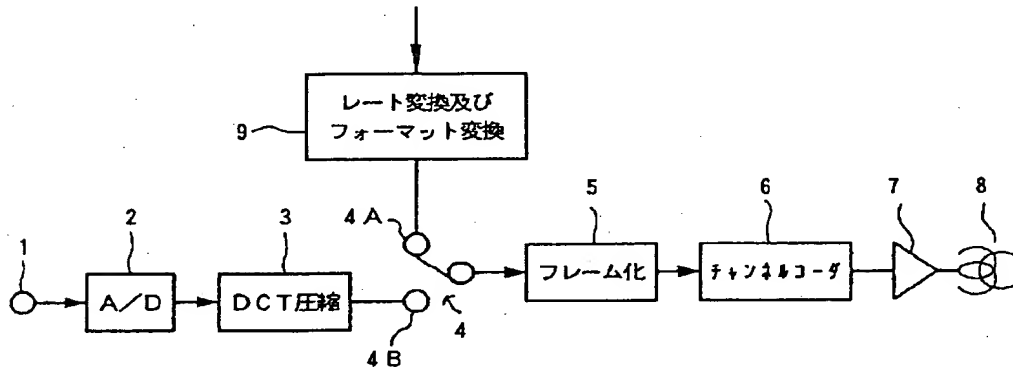 レート変換及び
フォーマット変換
9
1
2
3
4A
5
6
7
8
A/D
DCT圧縮
4
4B
フレーム化
チャンネルコーダ